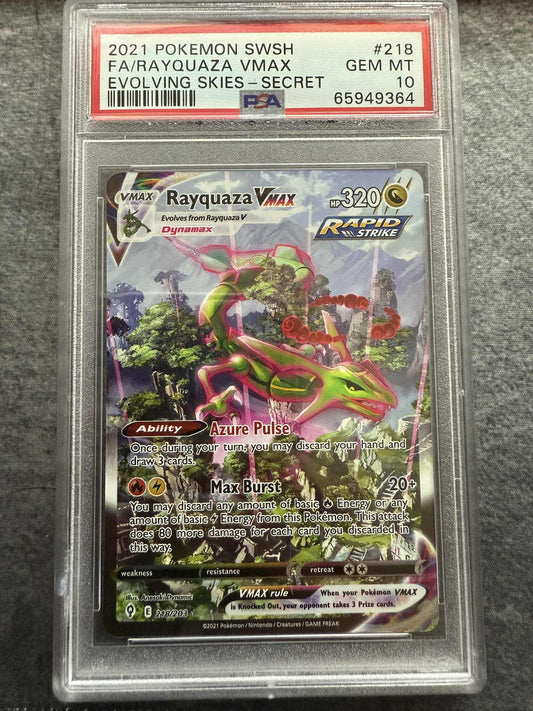 2021 POKEMON SWSH #218
FA/RAYQUAZA VMAX GEM MT
EVOLVING SKIES – SECRET 10
PSA 65949364
VMAX Rayquaza VMAX HP 320
Evolves from Rayquaza V
Dynamax
RAPID STRIKE
Ability Azure Pulse
Once during your turn, you may discard your hand and
draw 3 cards.
Max Burst 20+
You may discard any amount of basic Energy or any
amount of basic Energy from this Pokémon. This attack
does 80 more damage for each card you discarded in
this way.
weakness resistance retreat
VMAX rule When your Pokémon VMAX
is Knocked Out, your opponent takes 3 Prize cards.
Illus. Anesaki Dynamic
E 218/203
©2021 Pokémon / Nintendo / Creatures / GAME FREAK